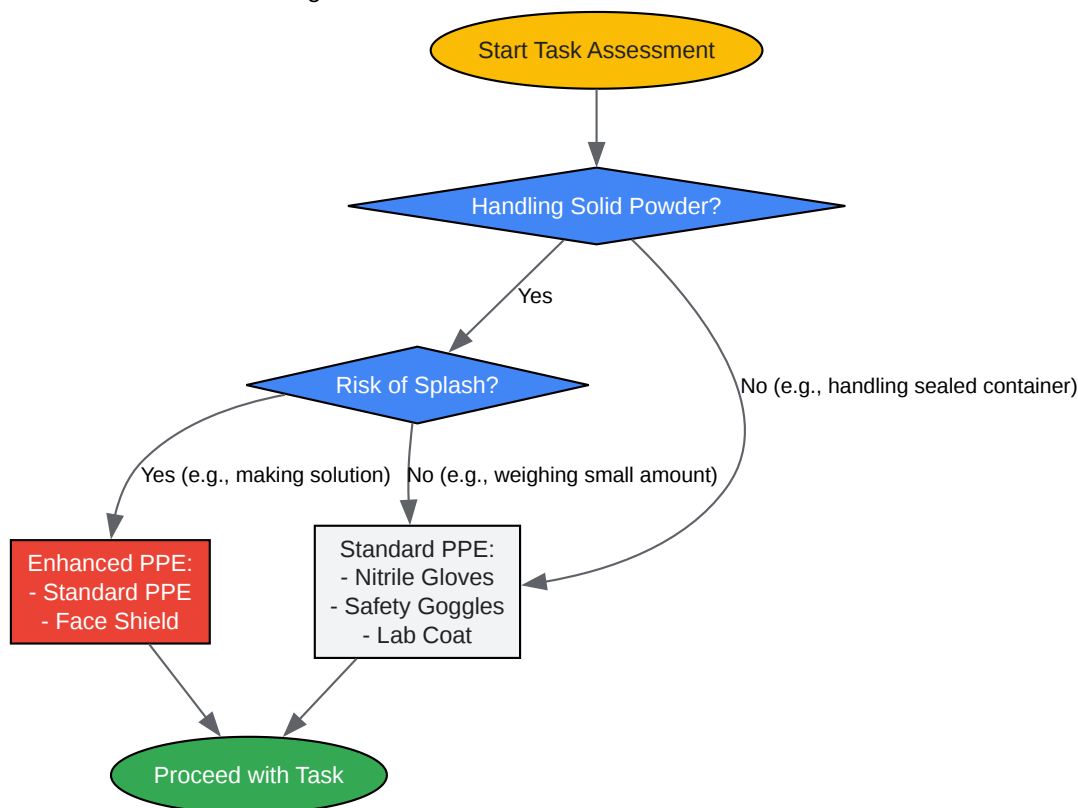 Start Task Assessment
Handling Solid Powder?
Yes
Risk of Splash?
No (e.g., handling sealed container)
Yes (e.g., making solution)
No (e.g., weighing small amount)
Enhanced PPE:
- Standard PPE
- Face Shield
Standard PPE:
- Nitrile Gloves
- Safety Goggles
- Lab Coat
Proceed with Task